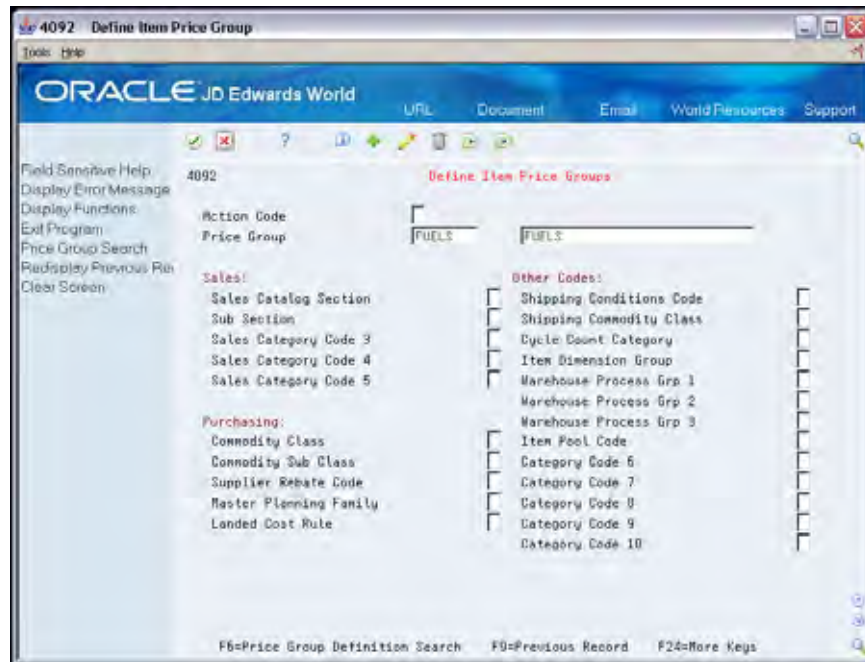 4092 Define Item Price Group
Tools Help
ORACLE JD Edwards World
URL Document Email World Resources Support
Field Sensitive Help
Display Error Message
Display Functions
Exit Program
Price Group Search
Redisplay Previous Re
Clear Screen
4092 Define Item Price Groups
Action Code
Price Group FUELS FUELS
Sales: Other Codes:
Sales Catalog Section Shipping Conditions Code
Sub Section Shipping Commodity Class
Sales Category Code 3 Cycle Count Category
Sales Category Code 4 Item Dimension Group
Sales Category Code 5 Warehouse Process Grp 1
Warehouse Process Grp 2
Purchasing: Warehouse Process Grp 3
Commodity Class Item Pool Code
Commodity Sub Class Category Code 6
Supplier Rebate Code Category Code 7
Master Planning Family Category Code 8
Landed Cost Rule Category Code 9
Category Code 10
F6=Price Group Definition Search F9=Previous Record F24=More Keys